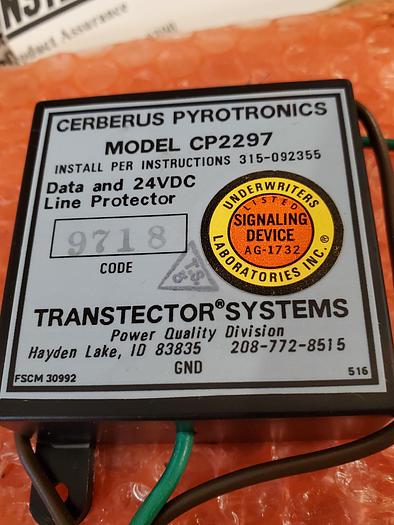 Product Assurance
CERBERUS PYROTRONICS
MODEL CP2297
INSTALL PER INSTRUCTIONS 315-092355
Data and 24VDC
Line Protector
9718
CODE
UNDERWRITERS
LISTED
SIGNALING
DEVICE
AG-1732
LABORATORIES INC.®
TRANSTECTOR® SYSTEMS
Power Quality Division
Hayden Lake, ID 83835 208-772-8515
GND
FSCM 30992
516